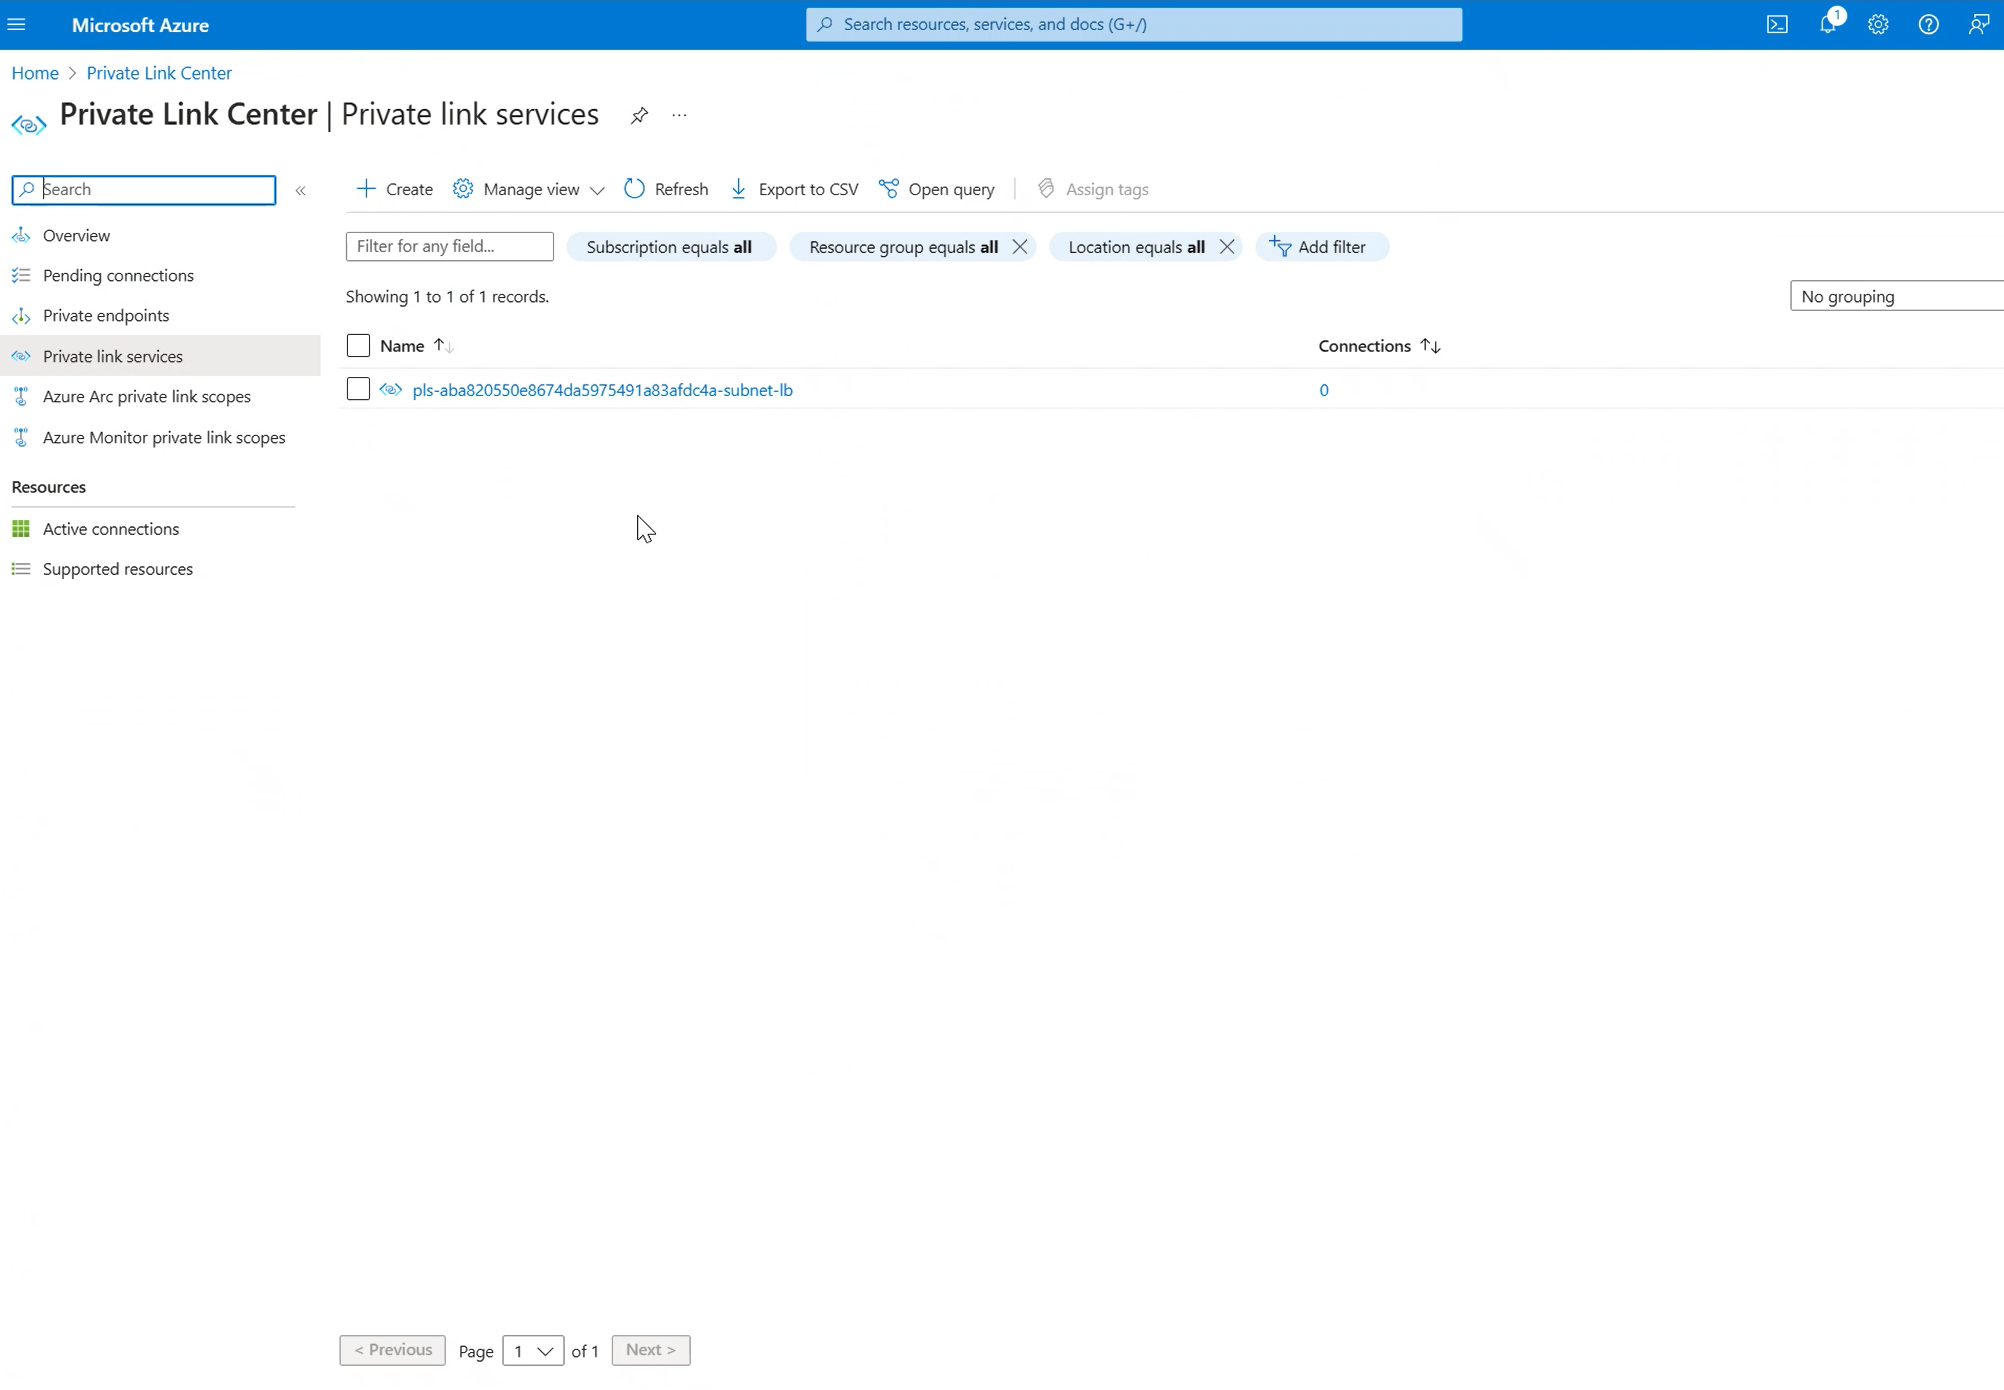 Microsoft Azure
Search resources, services, and docs (G+/)
1
Home > Private Link Center
Private Link Center | Private link services
...
Search
«
Create
Manage view
Refresh
Export to CSV
Open query
Assign tags
Overview
Pending connections
Private endpoints
Private link services
Azure Arc private link scopes
Azure Monitor private link scopes
Resources
Active connections
Supported resources
Filter for any field...
Subscription equals all
Resource group equals all
Location equals all
Add filter
Showing 1 to 1 of 1 records.
No grouping
Name ↑↓
Connections ↑↓
pls-aba820550e8674da5975491a83afdc4a-subnet-lb
0
< Previous
Page 1 of 1
Next >